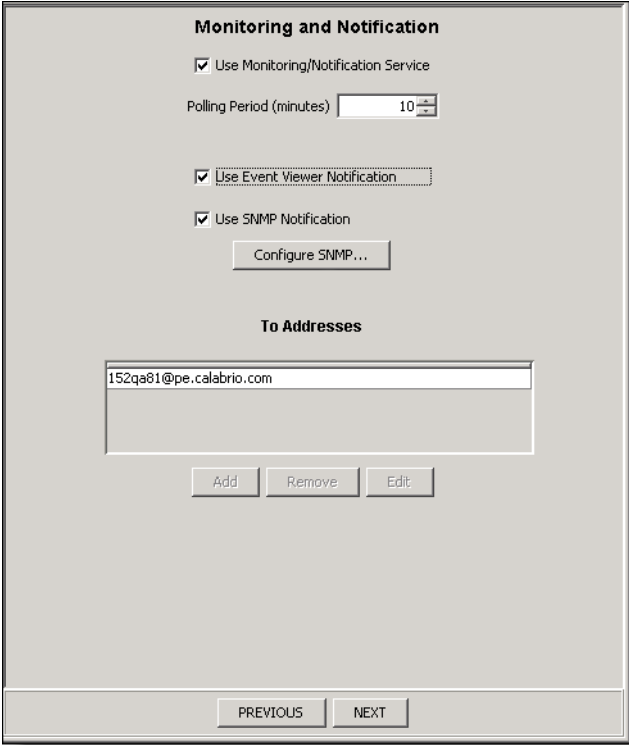 Monitoring and Notification
Use Monitoring/Notification Service
Polling Period (minutes) 10
Use Event Viewer Notification
Use SNMP Notification
Configure SNMP...
To Addresses
152qa81@pe.calabrio.com
Add Remove Edit
PREVIOUS NEXT